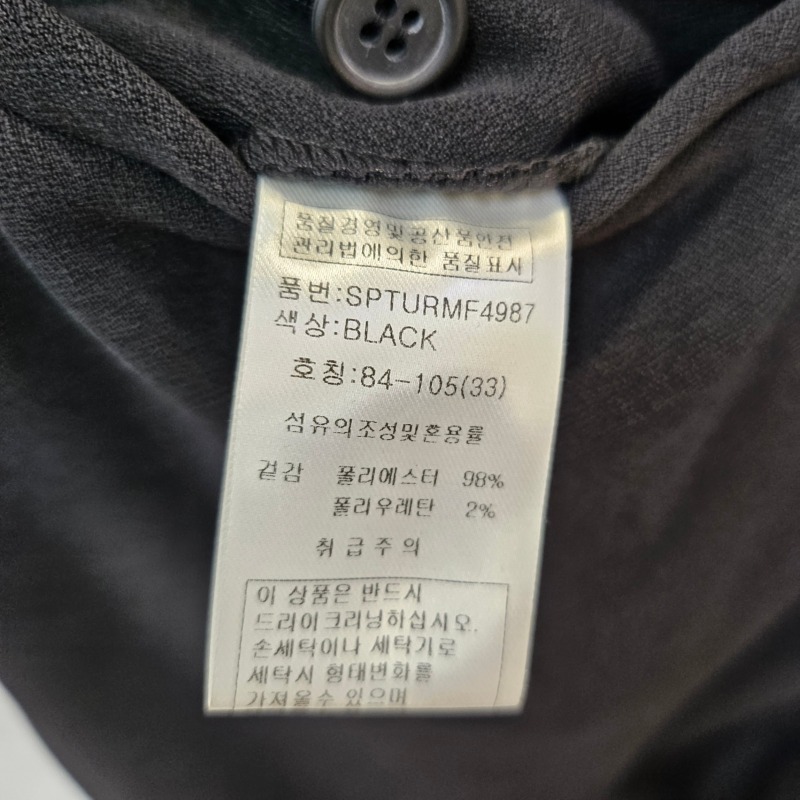 품질경영및공산품안전
관리법에의한 품질표시
품번:SPTURMF4987
색상:BLACK
호칭:84-105(33)
섬유의조성및혼용률
겉감 폴리에스터 98%
폴리우레탄 2%
취급주의
이 상품은 반드시
드라이크리닝하십시오.
손세탁이나 세탁기로
세탁시 형태변화를
가져올수 있으며